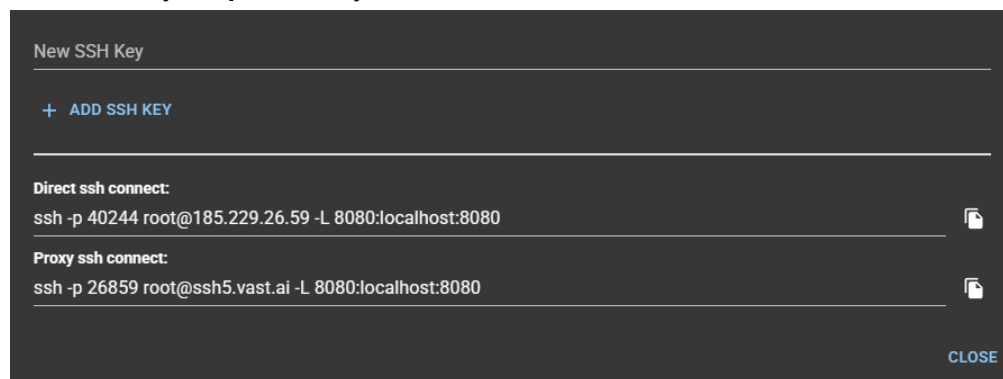 New SSH Key
+ ADD SSH KEY
Direct ssh connect:
ssh -p 40244 root@185.229.26.59 -L 8080:localhost:8080
Proxy ssh connect:
ssh -p 26859 root@ssh5.vast.ai -L 8080:localhost:8080
CLOSE